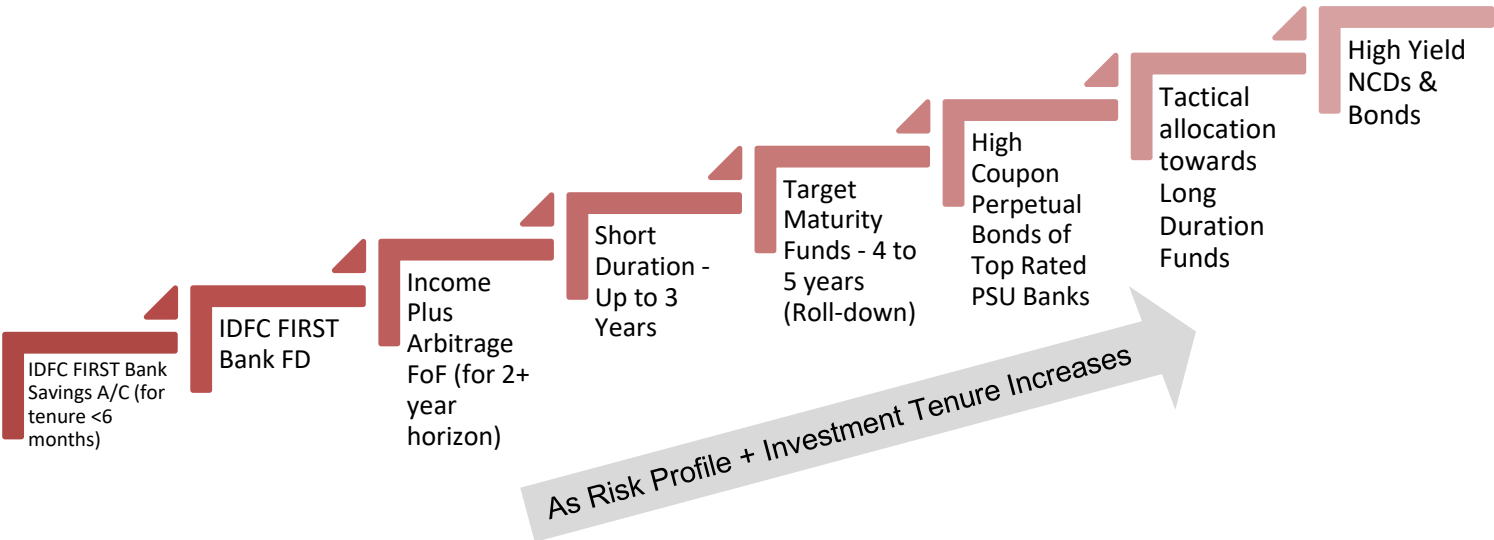 IDFC FIRST Bank
Savings A/C (for
tenure <6
months)
IDFC FIRST
Bank FD
Income
Plus
Arbitrage
FoF (for 2+
year
horizon)
Short
Duration -
Up to 3
Years
Target
Maturity
Funds - 4 to
5 years
(Roll-down)
High
Coupon
Perpetual
Bonds of
Top Rated
PSU Banks
Tactical
allocation
towards
Long
Duration
Funds
High Yield
NCDs &
Bonds
As Risk Profile + Investment Tenure Increases